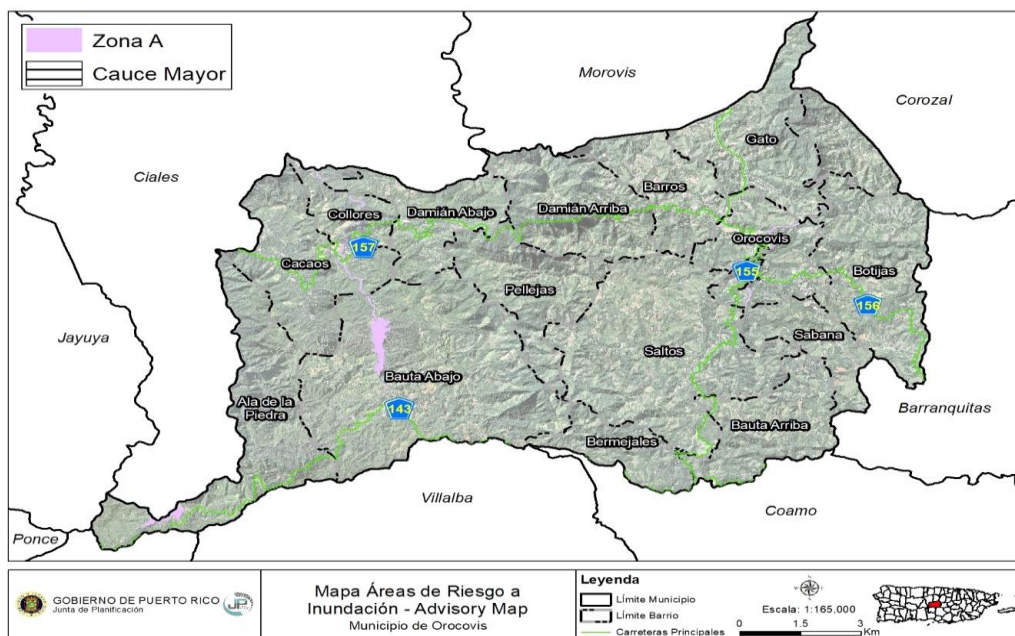 Zona A
Cauce Mayor
Morovis
Corozal
Ciales
Gato
Barros
Collores
Damián Abajo
Damián Arriba
Orocovis
157
Cacaos
155
Botijas
Pellejas
156
Jayuya
Sabana
Saltos
Bauta Abajo
Ala de la
Piedra
143
Barranquitas
Bauta Arriba
Bermejales
Villalba
Coamo
Ponce
GOBIERNO DE PUERTO RICO
Junta de Planificación
JP
Mapa Áreas de Riesgo a
Inundación - Advisory Map
Municipio de Orocovis
Leyenda
Límite Municipio
Límite Barrio
Carreteras Principales
Escala: 1:165,000
0 1.5 3
Km